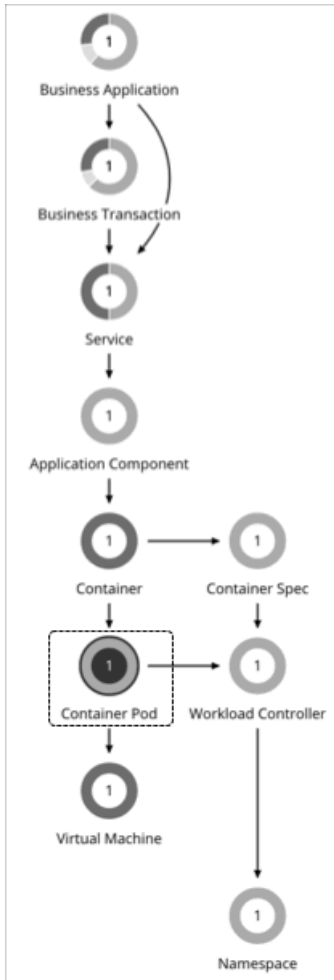 1
Business Application
1
Business Transaction
1
Service
1
Application Component
1
Container
1
Container Spec
1
Container Pod
1
Workload Controller
1
Virtual Machine
1
Namespace